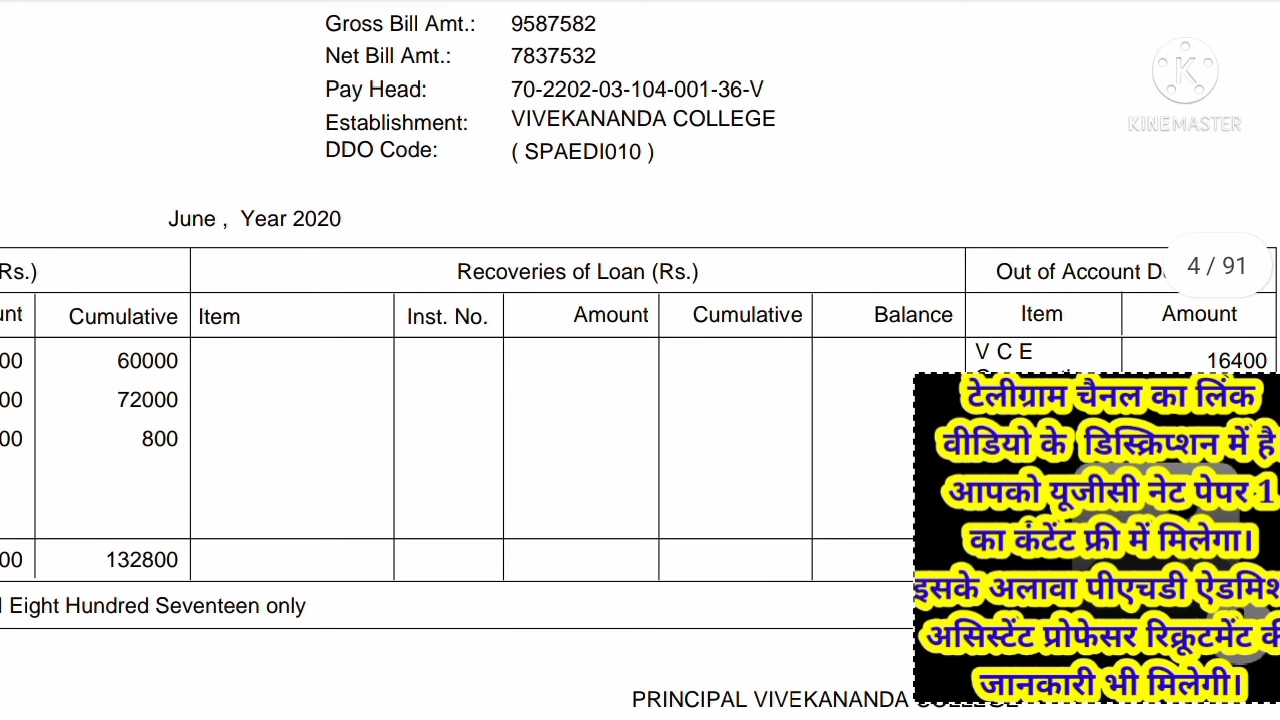 Gross Bill Amt.: 9587582
Net Bill Amt.: 7837532
Pay Head: 70-2202-03-104-001-36-V
Establishment: VIVEKANANDA COLLEGE
DDO Code: ( SPAEDI010 )
KINEMASTER
June , Year 2020
Rs.) Recoveries of Loan (Rs.) Out of Account
4 / 91
Cumulative Item Inst. No. Amount Cumulative Balance Item Amount
00 60000 V C E 16400
00 72000
00 800
00 132800
Eight Hundred Seventeen only
PRINCIPAL VIVEKANANDA
टेलीग्राम चैनल का लिंक
वीडियो के डिस्क्रिप्शन में है
आपको यूजीसी नेट पेपर 1
का कंटेंट फ्री में मिलेगा।
इसके अलावा पीएचडी
असिस्टेंट प्रोफेसर रिक्रूटमेंट
जानकारी भी मिलेगी।